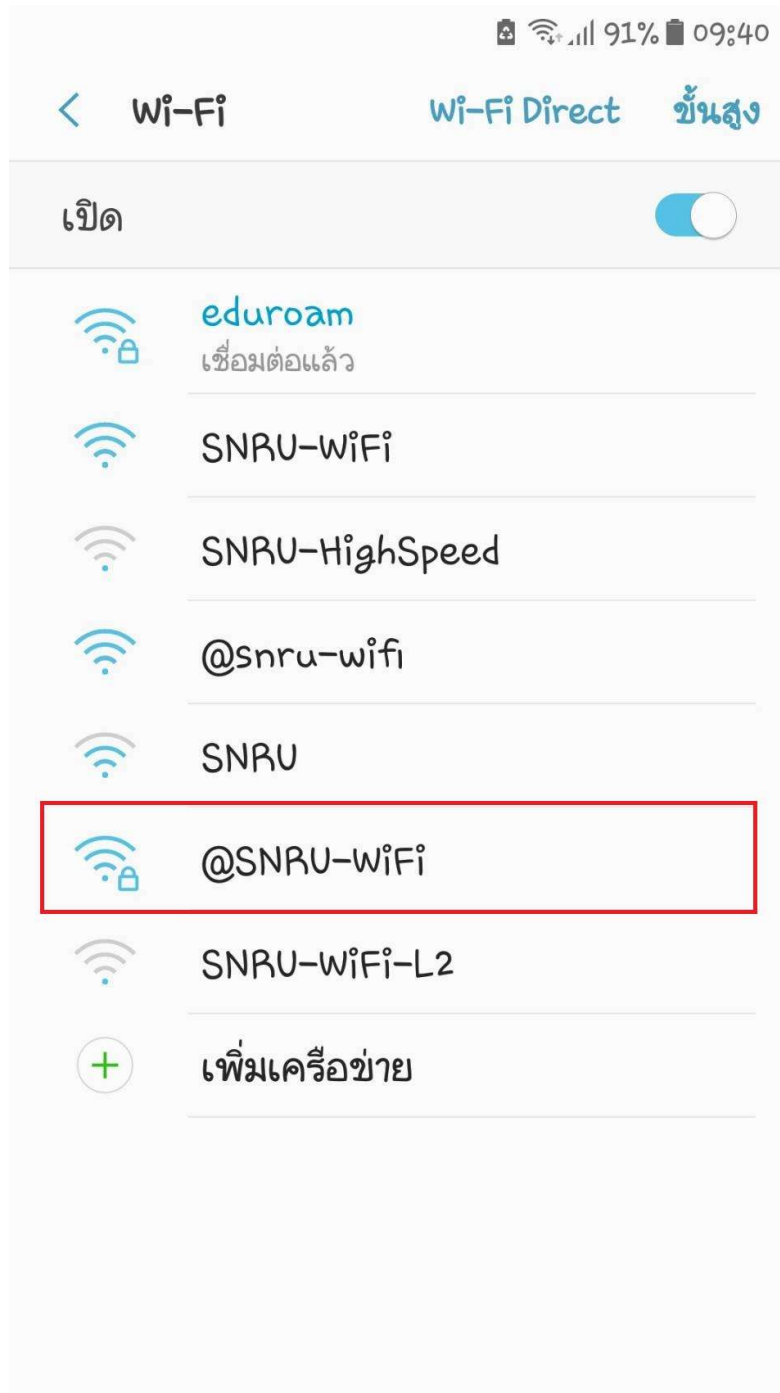 91% 09:40
Wi-Fi Wi-Fi Direct ขั้นสูง
เปิด
eduroam
เชื่อมต่อแล้ว
SNRU-WiFi
SNRU-HighSpeed
@snru-wifi
SNRU
@SNRU-WiFi
SNRU-WiFi-L2
เพิ่มเครือข่าย